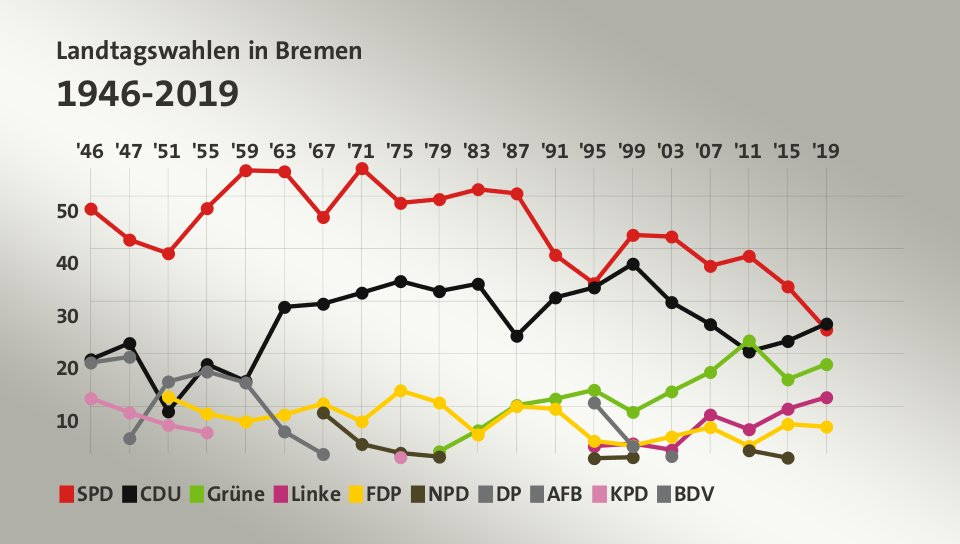 Landtagswahlen in Bremen
1946-2019
'46 '47 '51 '55 '59 '63 '67 '71 '75 '79 '83 '87 '91 '95 '99 '03 '07 '11 '15 '19
50
40
30
20
10
SPD CDU Grüne Linke FDP NPD DP AFB KPD BDV